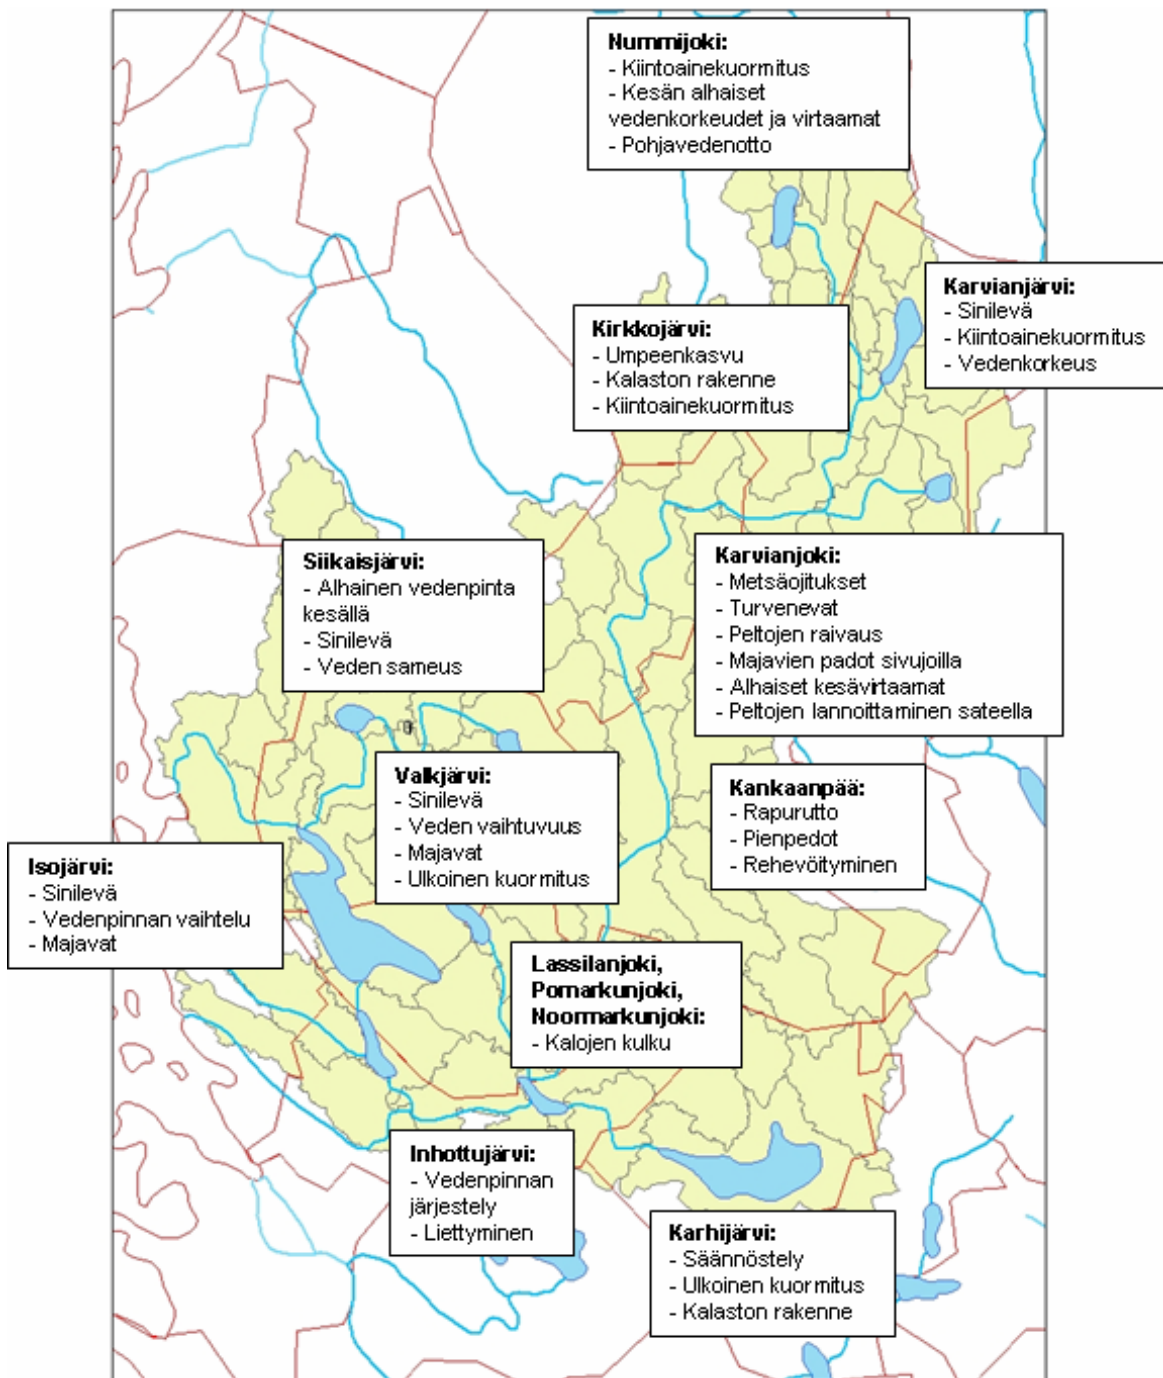 Nummijoki:
- Kiintoainekuormitus
- Kesän alhaiset
vedenkorkeudet ja virtaamat
- Pohjavedenotto
Karvianjärvi:
- Sinilevä
- Kiintoainekuormitus
- Vedenkorkeus
Kirkkojärvi:
- Umpeenkasvu
- Kalaston rakenne
- Kiintoainekuormitus
Siikaisjärvi:
- Alhainen vedenpinta
kesällä
- Sinilevä
- Veden sameus
Karvianjoki:
- Metsäojitukset
- Turvenevat
- Peltojen raivaus
- Majavien padot sivujoilla
- Alhaiset kesävirtaamat
- Peltojen lannoittaminen sateella
Valkjärvi:
- Sinilevä
- Veden vaihtuvuus
- Majavat
- Ulkoinen kuormitus
Kankaanpää:
- Rapurutto
- Pienpedot
- Rehevöityminen
Isojärvi:
- Sinilevä
- Vedenpinnan vaihtelu
- Majavat
Lassilanjoki,
Pomarkunjoki,
Noormarkunjoki:
- Kalojen kulku
Inhottujärvi:
- Vedenpinnan
järjestely
- Liettyminen
Karhijärvi:
- Säännöstely
- Ulkoinen kuormitus
- Kalaston rakenne